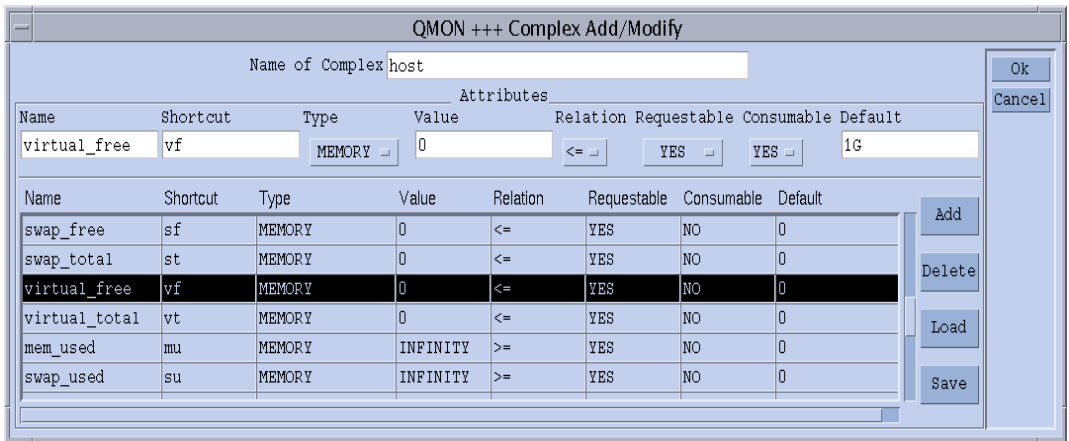 QMON +++ Complex Add/Modify
Name of Complex host
Ok
Attributes
Cancel
Name Shortcut Type Value Relation Requestable Consumable Default
virtual_free vf MEMORY 0 <= YES YES 1G
Name Shortcut Type Value Relation Requestable Consumable Default
Add
swap_free sf MEMORY 0 <= YES NO 0
swap_total st MEMORY 0 <= YES NO 0
Delete
virtual_free vf MEMORY 0 <= YES NO 0
virtual_total vt MEMORY 0 <= YES NO 0
Load
mem_used mu MEMORY INFINITY >= YES NO 0
swap_used su MEMORY INFINITY >= YES NO 0
Save